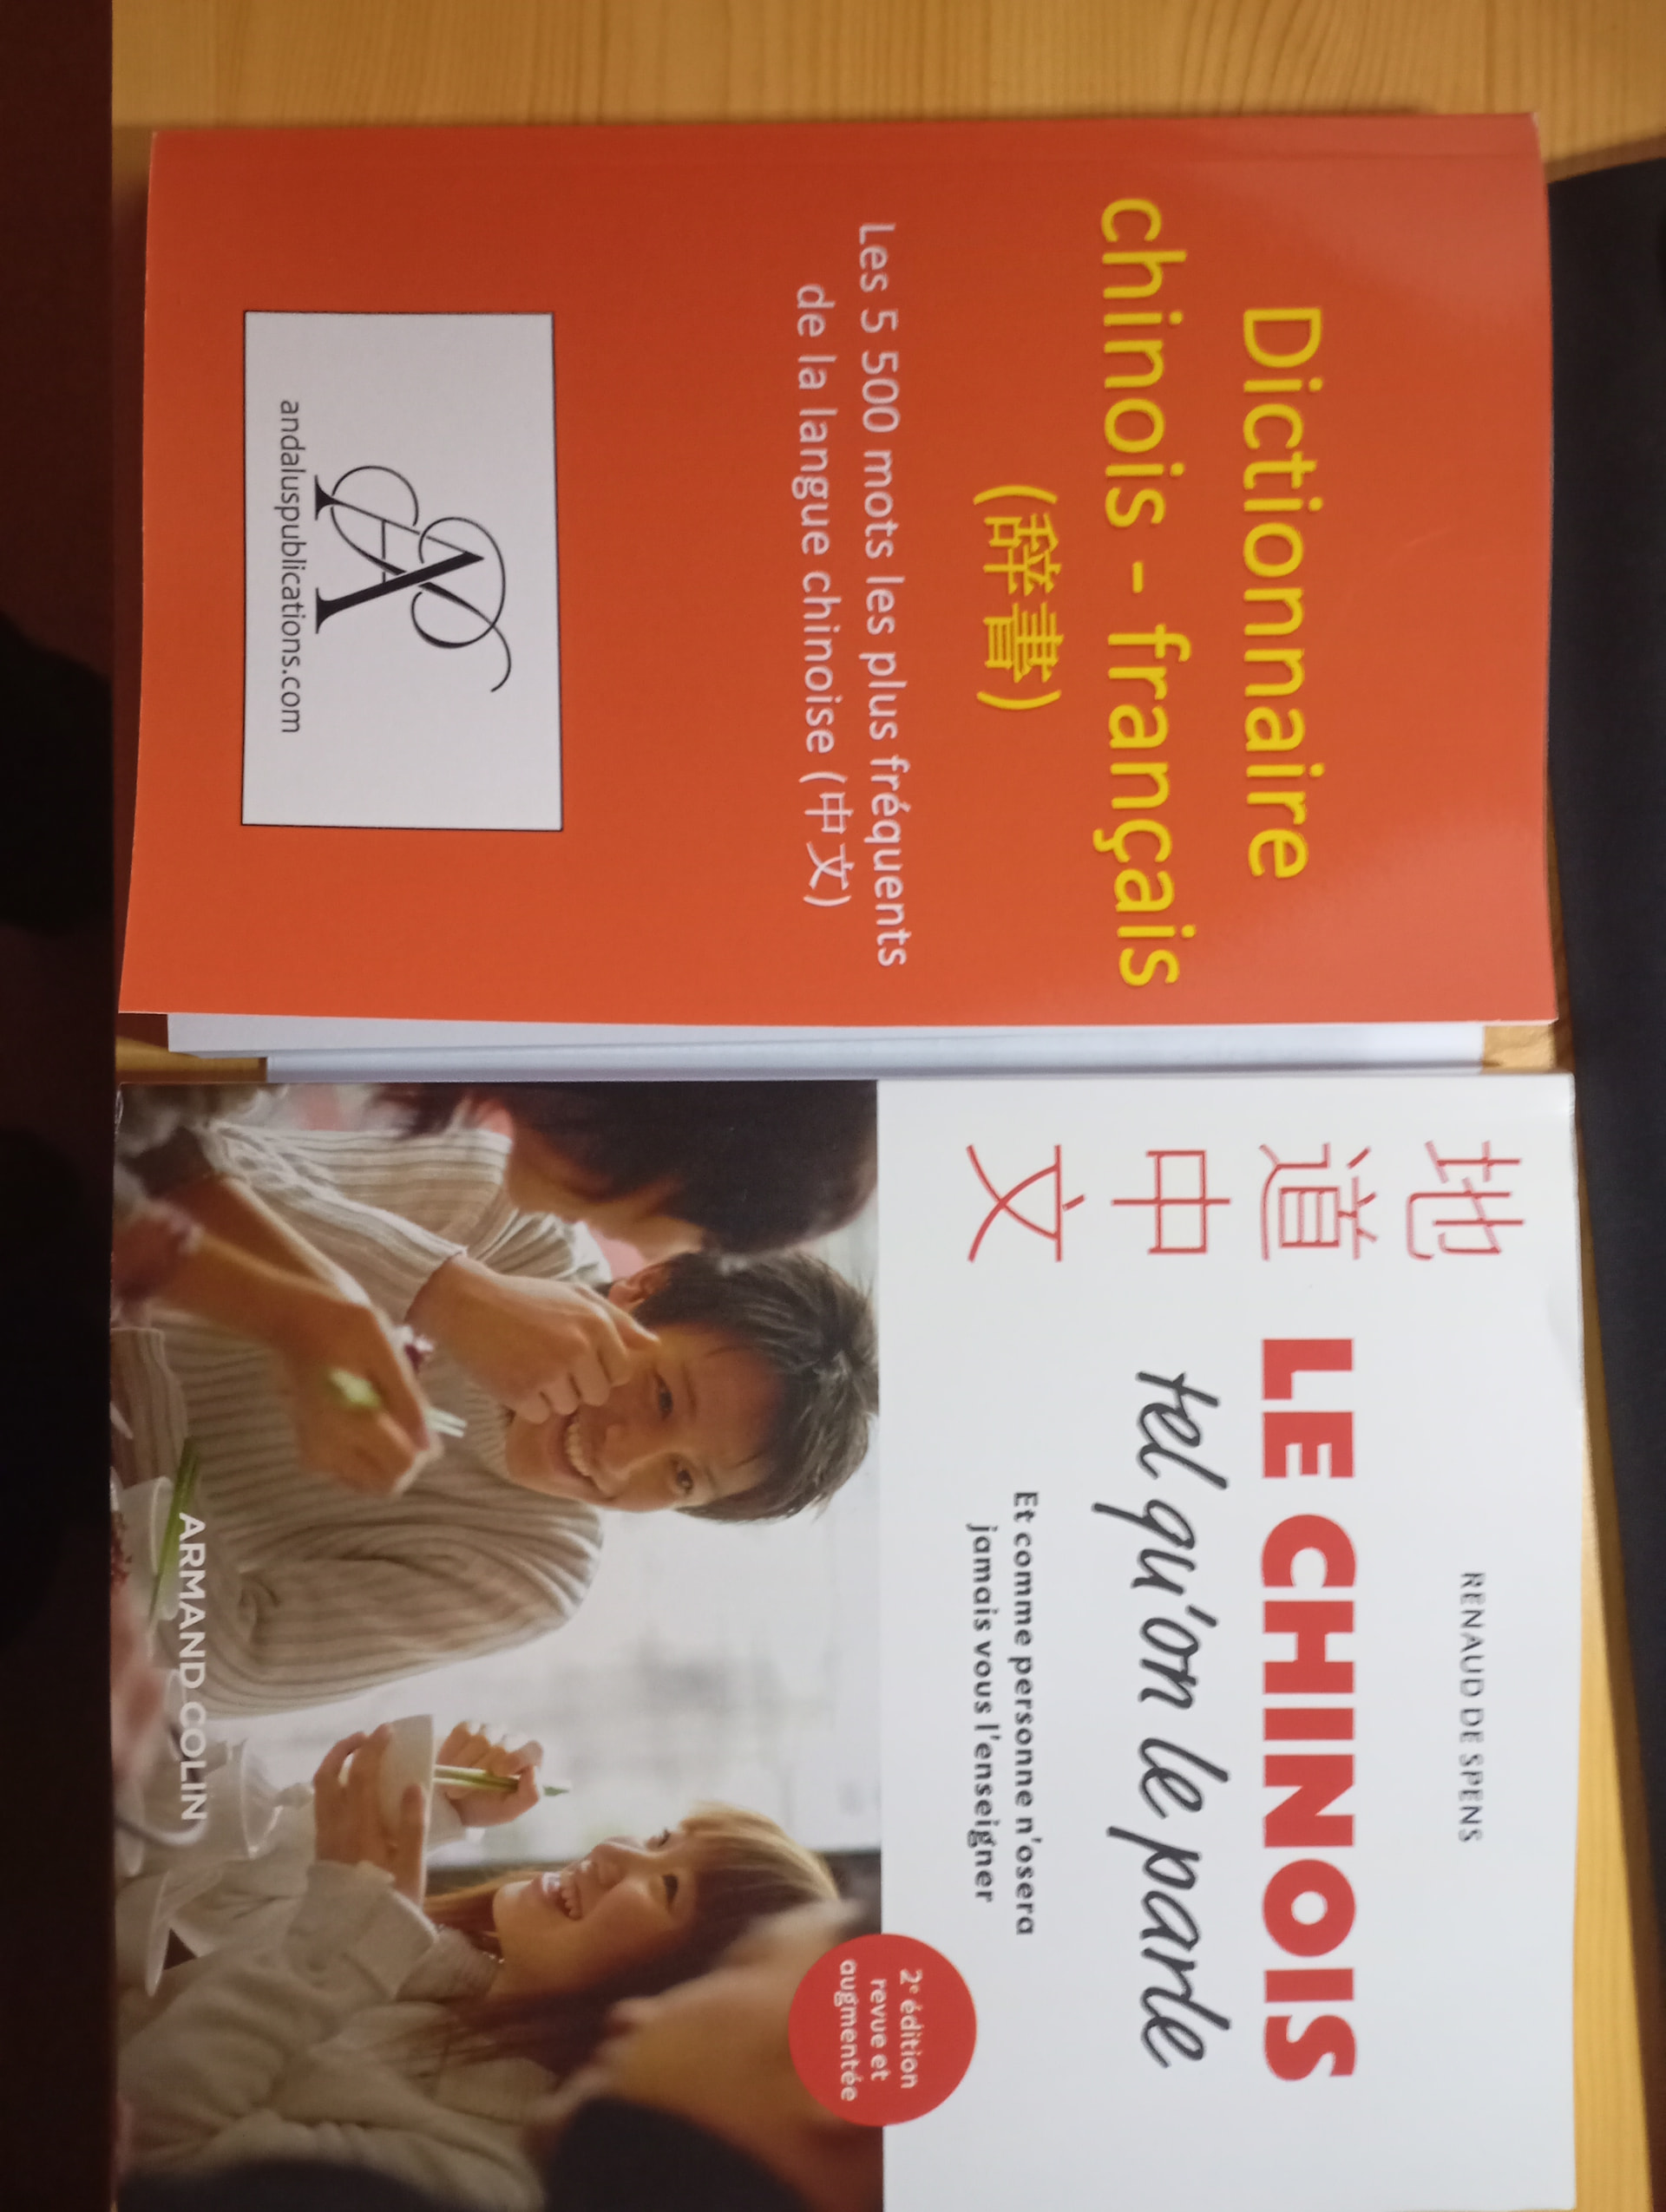 Dictionnaire
chinois - français
(辭書)
Les 5 500 mots les plus fréquents
de la langue chinoise (中文)
AP
andaluspublications.com
地道中文
RENAUD DE SPENS
LE CHINOIS
tel qu'on le parle
Et comme personne n'osera
jamais vous l'enseigner
2e édition
revue et
augmentée
ARMAND COLIN